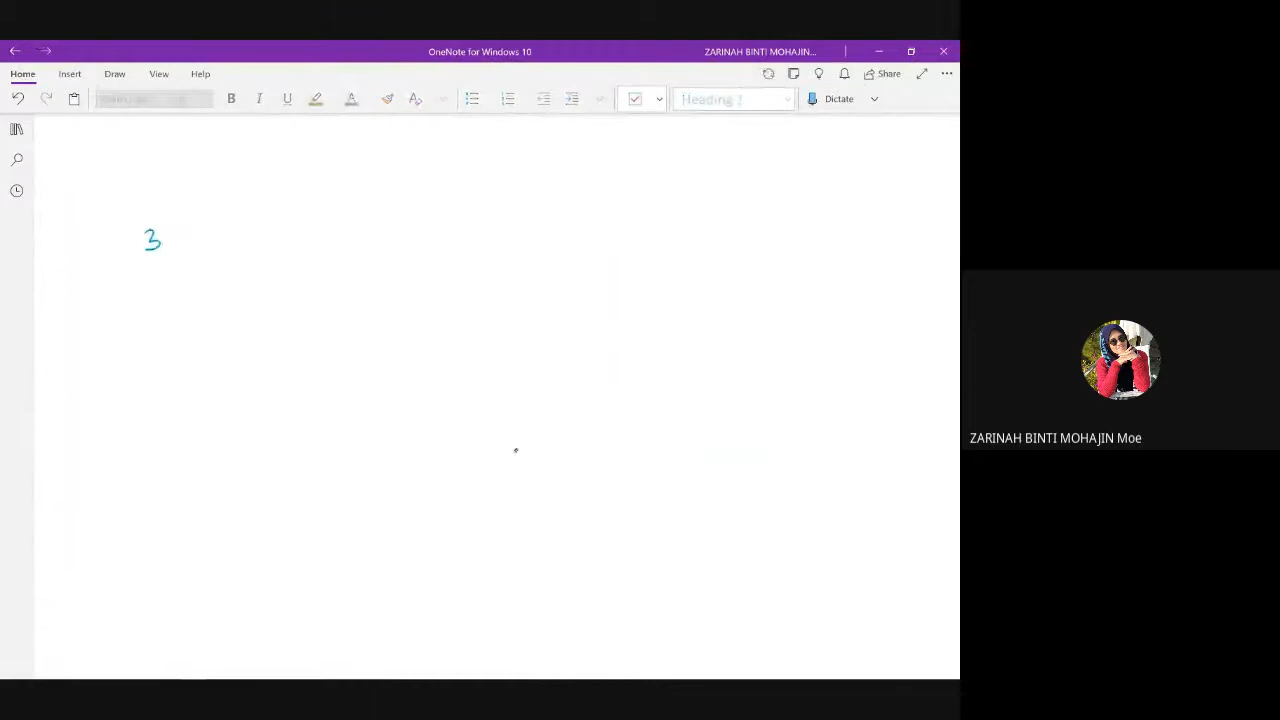 OneNote for Windows 10
ZARINAH BINTI MOHAJIN...
Home Insert Draw View Help
Share
B I U A
Heading
Dictate
3
ZARINAH BINTI MOHAJIN Moe